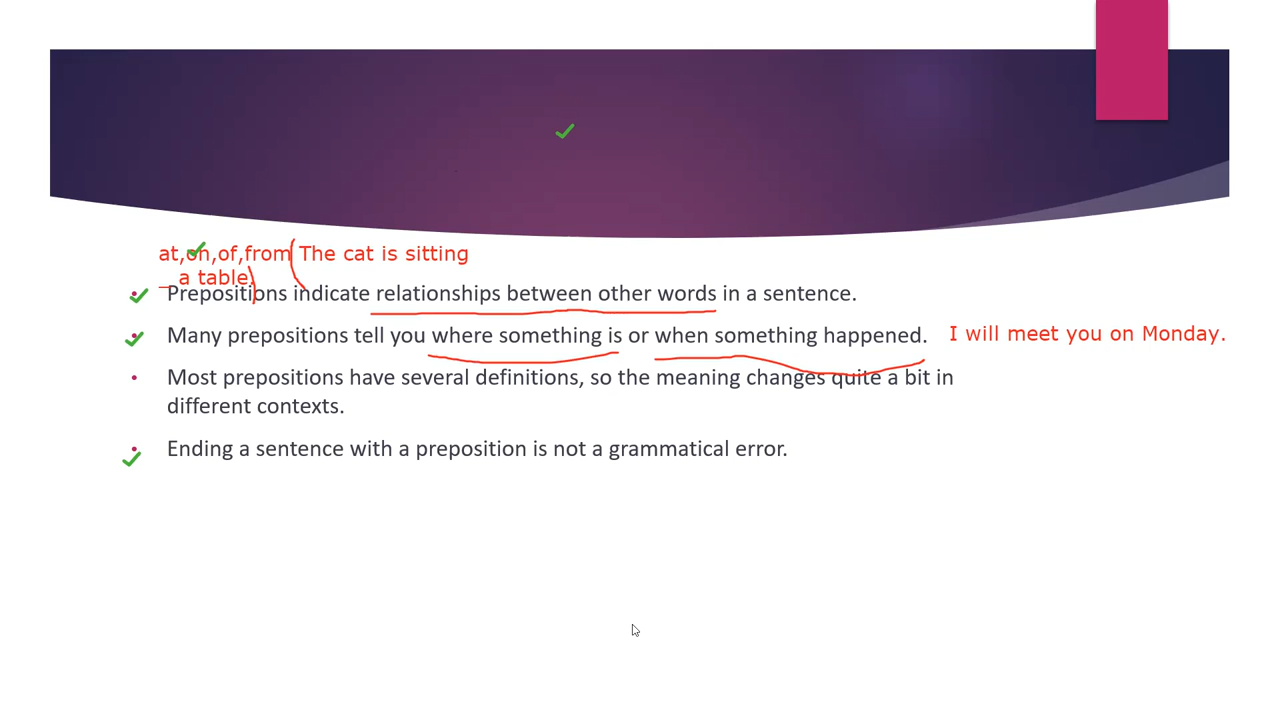 at,on,of,from( The cat is sitting
_ a table.)
Prepositions indicate relationships between other words in a sentence.
Many prepositions tell you where something is or when something happened. I will meet you on Monday.
Most prepositions have several definitions, so the meaning changes quite a bit in
different contexts.
Ending a sentence with a preposition is not a grammatical error.